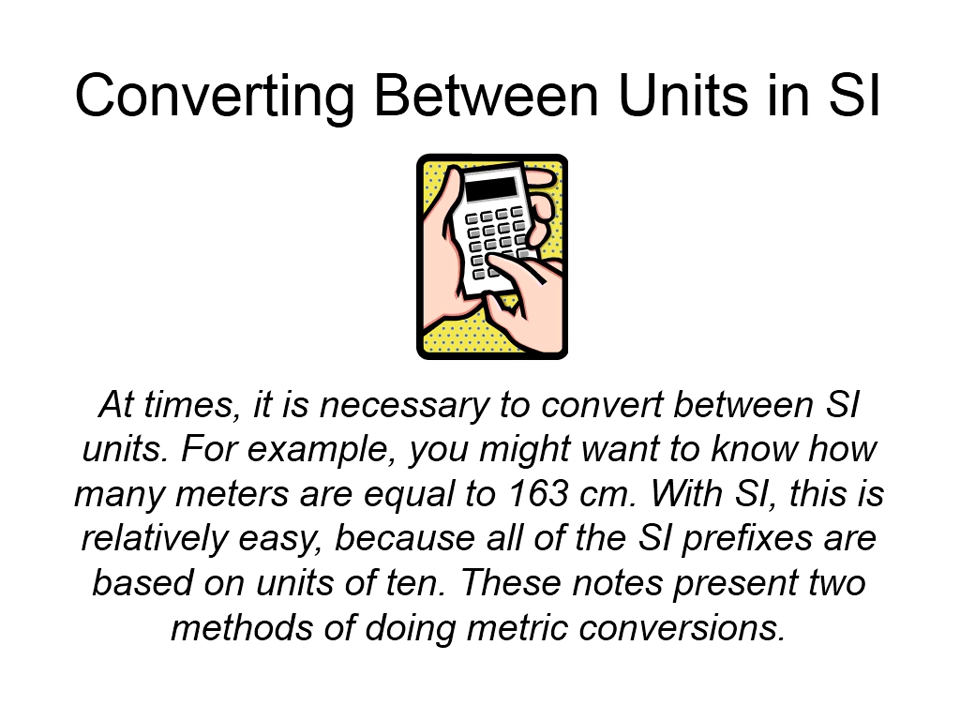 Converting Between Units in SI
At times, it is necessary to convert between SI
units. For example, you might want to know how
many meters are equal to 163 cm. With SI, this is
relatively easy, because all of the SI prefixes are
based on units of ten. These notes present two
methods of doing metric conversions.